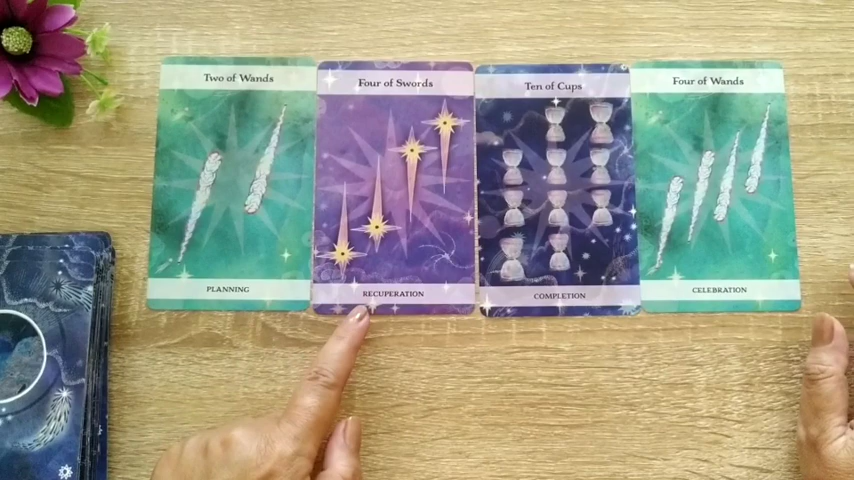 Two of Wands
PLANNING
Four of Swords
RECUPERATION
Ten of Cups
COMPLETION
Four of Wands
CELEBRATION